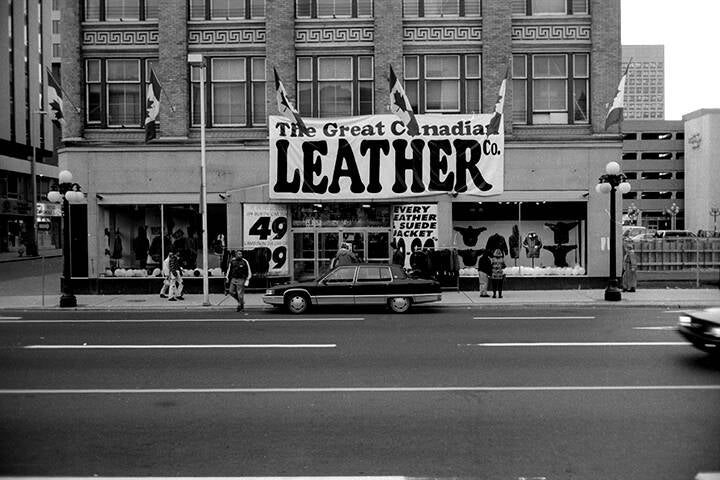 The Great Canadian
LEATHER Co.
49
99
EVERY
LEATHER
& SUEDE
JACKET